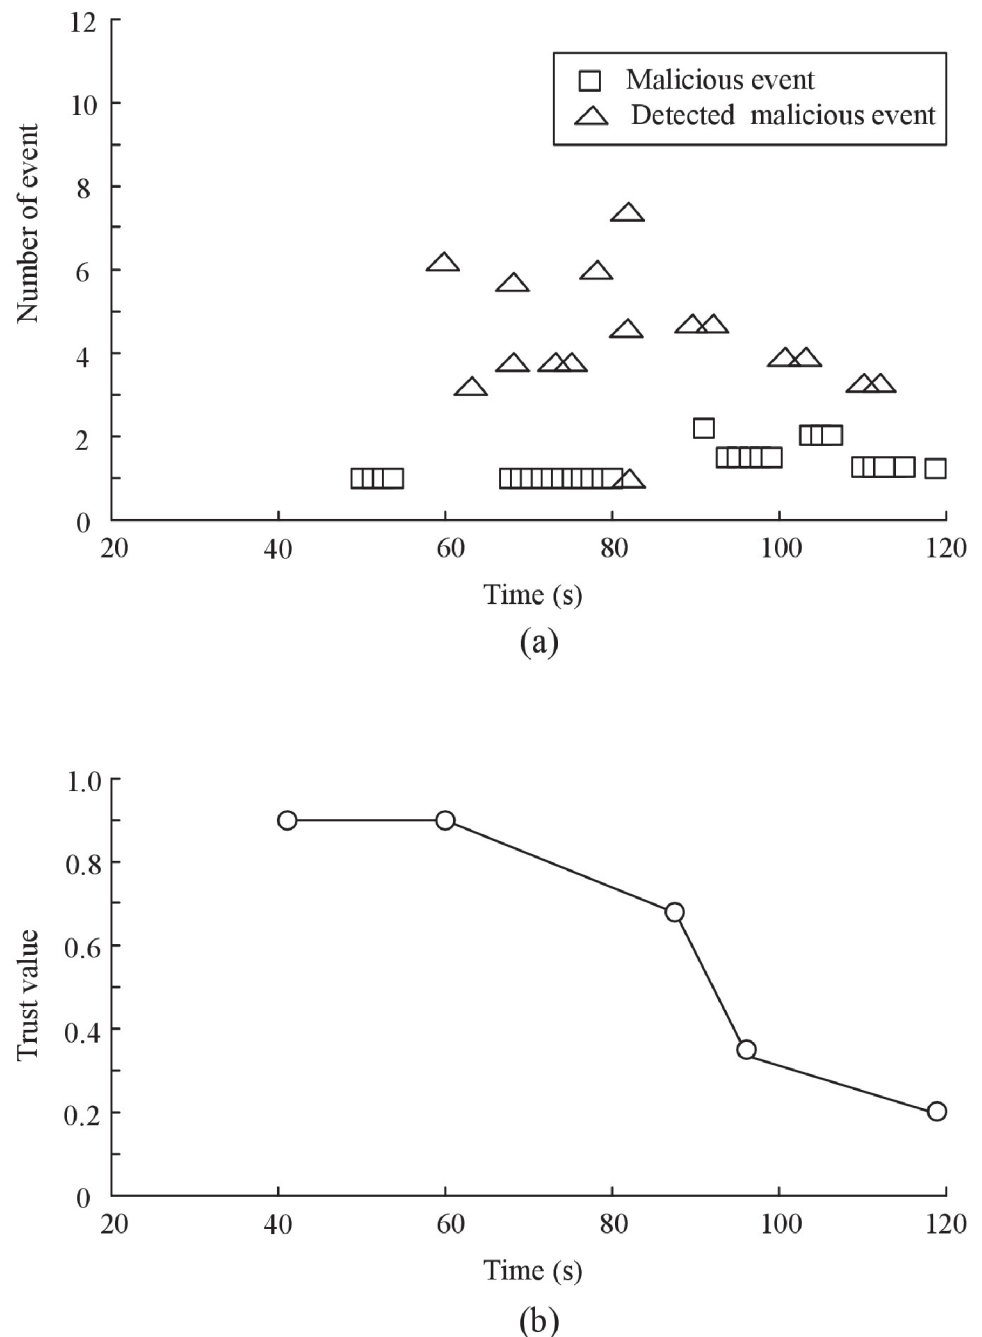 12
10
8
6
4
2
0
Number of event
Malicious event
Detected malicious event
20 40 60 80 100 120
Time (s)
(a)
1.0
0.8
0.6
0.4
0.2
0
Trust value
20 40 60 80 100 120
Time (s)
(b)